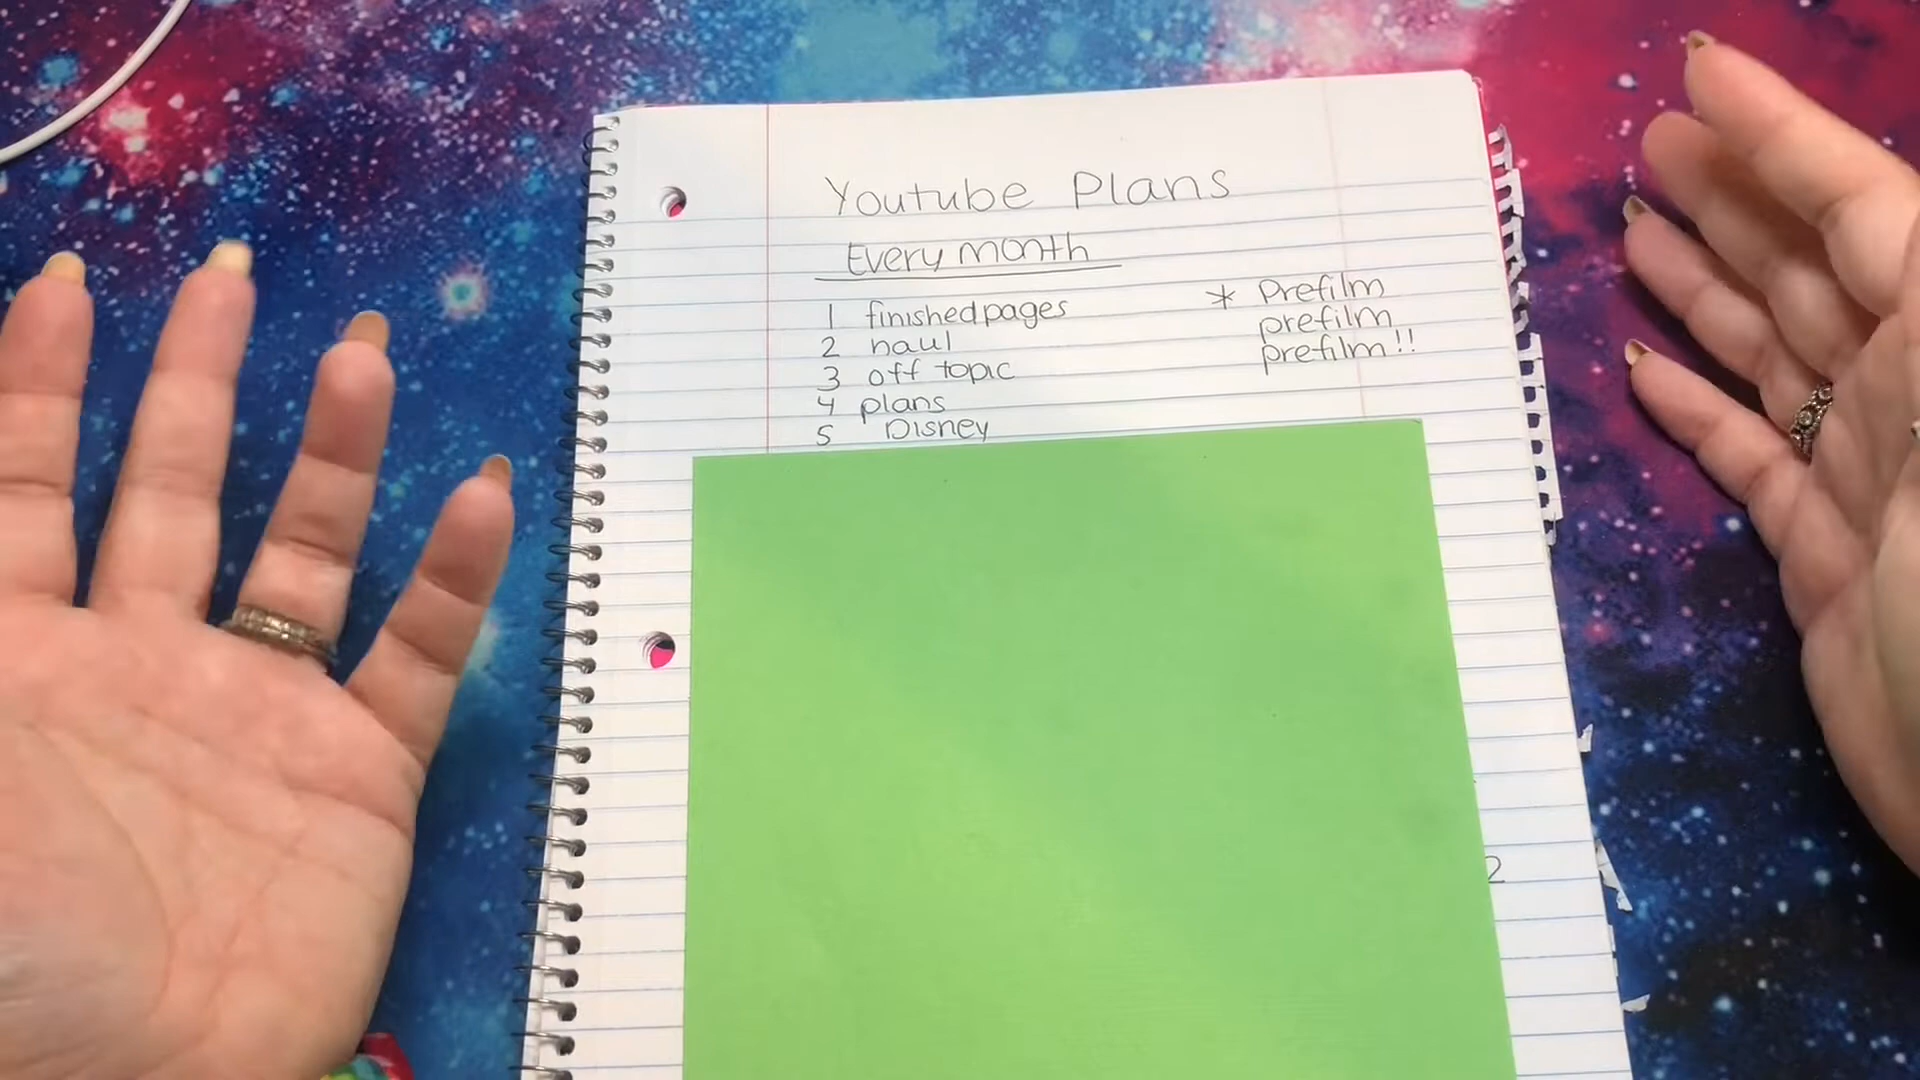 Youtube Plans
Every month
1 finished pages
2 haul
3 off topic
4 plans
5 Disney
* Prefilm
prefilm
prefilm!!
2